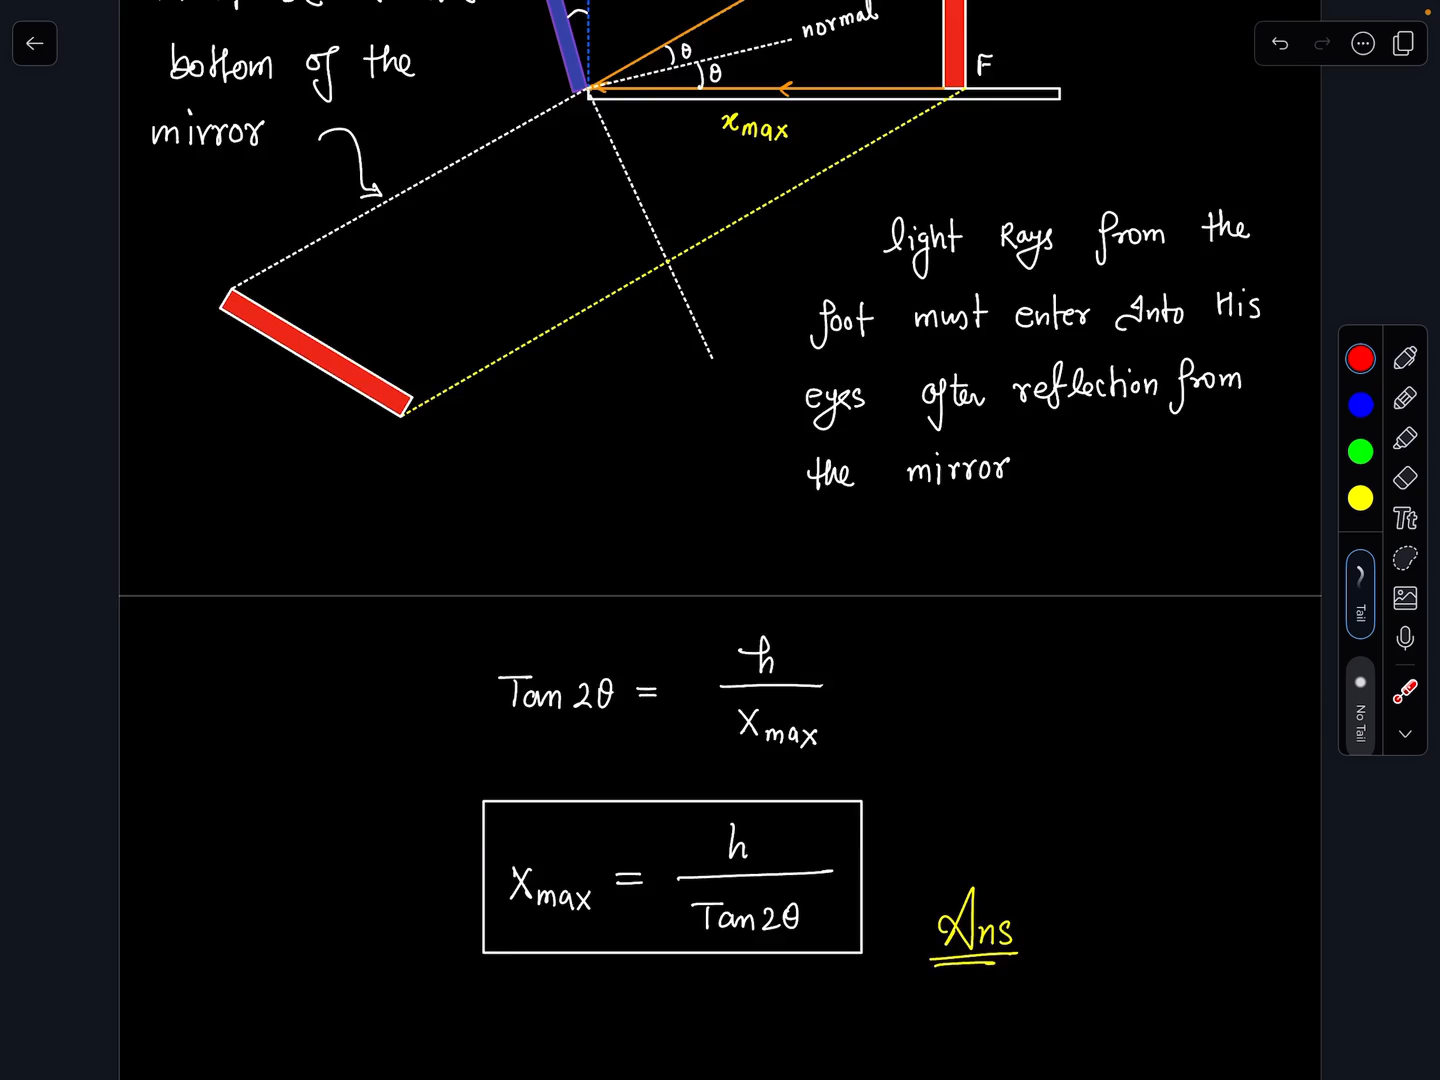 bottom of the
mirror
normal
θ
θ
F
xmax
light Rays from the
foot must enter Into His
eyes after reflection from
the mirror
Tan 2θ = h / Xmax
Xmax = h / Tan 2θ
Ans
Tt
Tail
No Tail